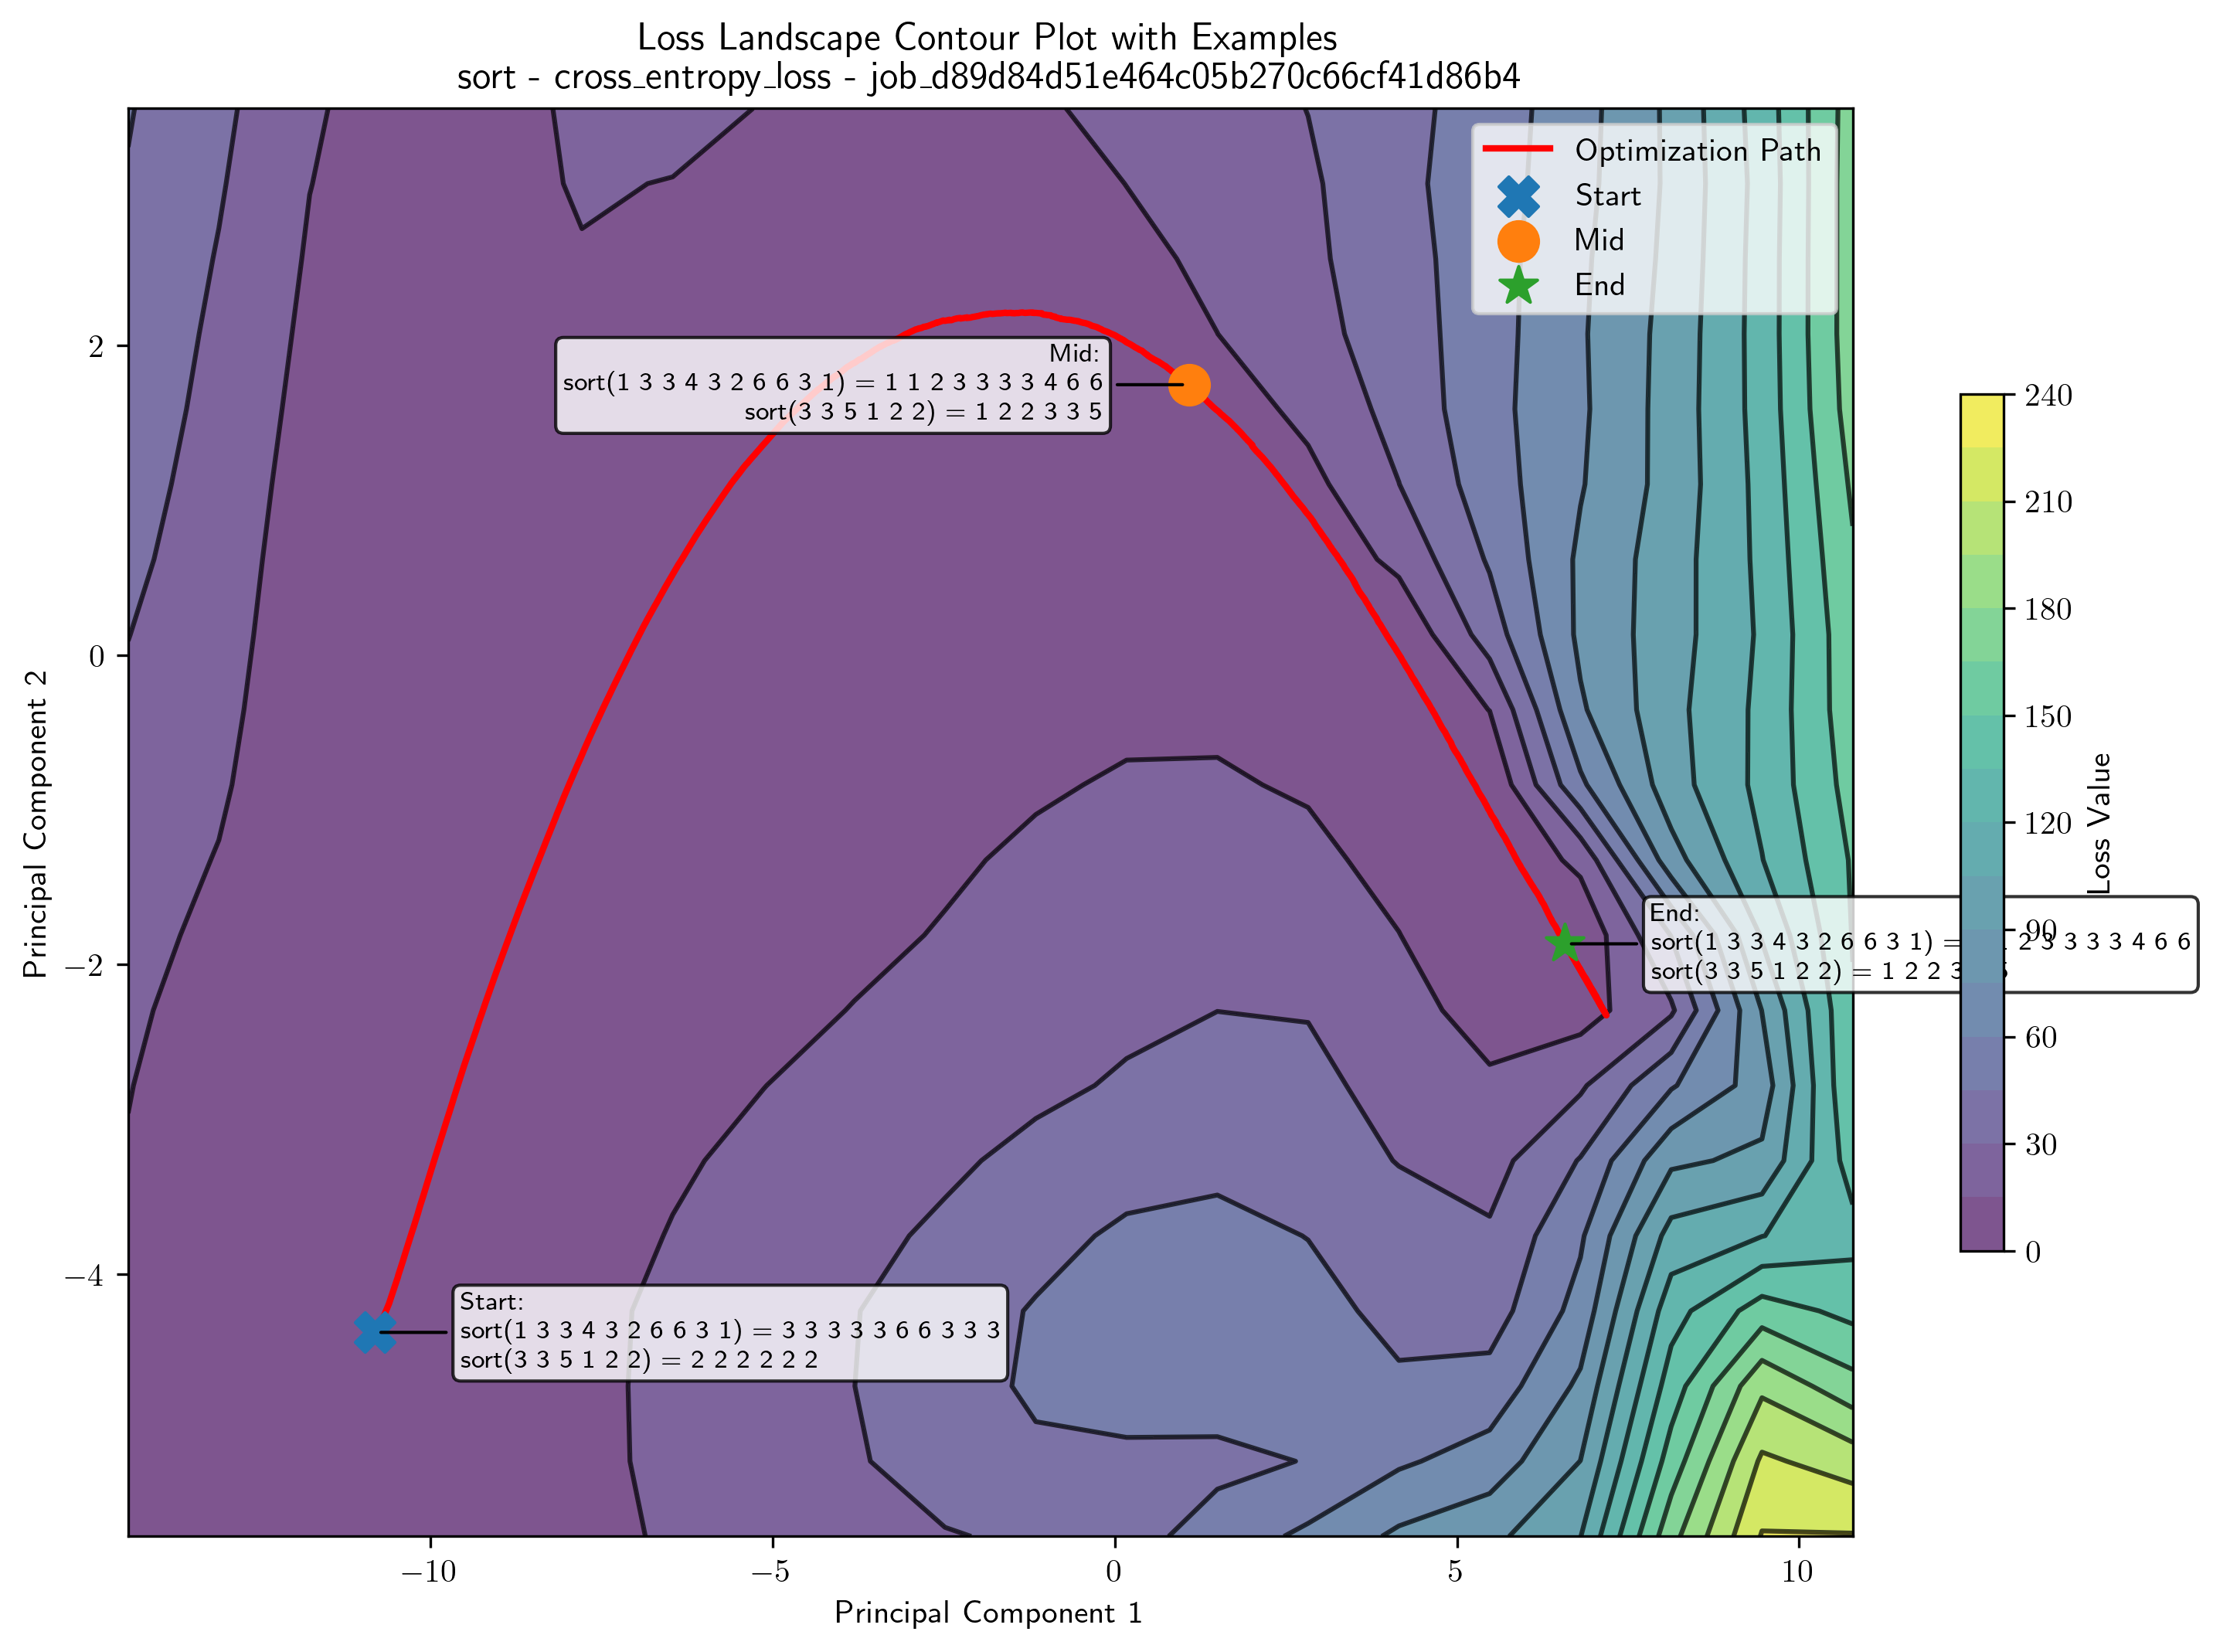 Loss Landscape Contour Plot with Examples
sort - cross_entropy_loss - job_d89d84d51e464c05b270c66cf41d86b4
Optimization Path
Start
Mid
End
Mid:
sort(1 3 3 4 3 2 6 6 3 1) = 1 1 2 3 3 3 3 4 6 6
sort(3 3 5 1 2 2) = 1 2 2 3 3 5
End:
sort(1 3 3 4 3 2 6 6 3 1) = 2 3 3 3 3 4 6 6
sort(3 3 5 1 2 2) = 1 2 2 3
Start:
sort(1 3 3 4 3 2 6 6 3 1) = 3 3 3 3 3 6 6 3 3 3
sort(3 3 5 1 2 2) = 2 2 2 2 2 2
2
0
−2
−4
Principal Component 2
−10
−5
0
5
10
Principal Component 1
240
210
180
150
120
90
60
30
0
Loss Value